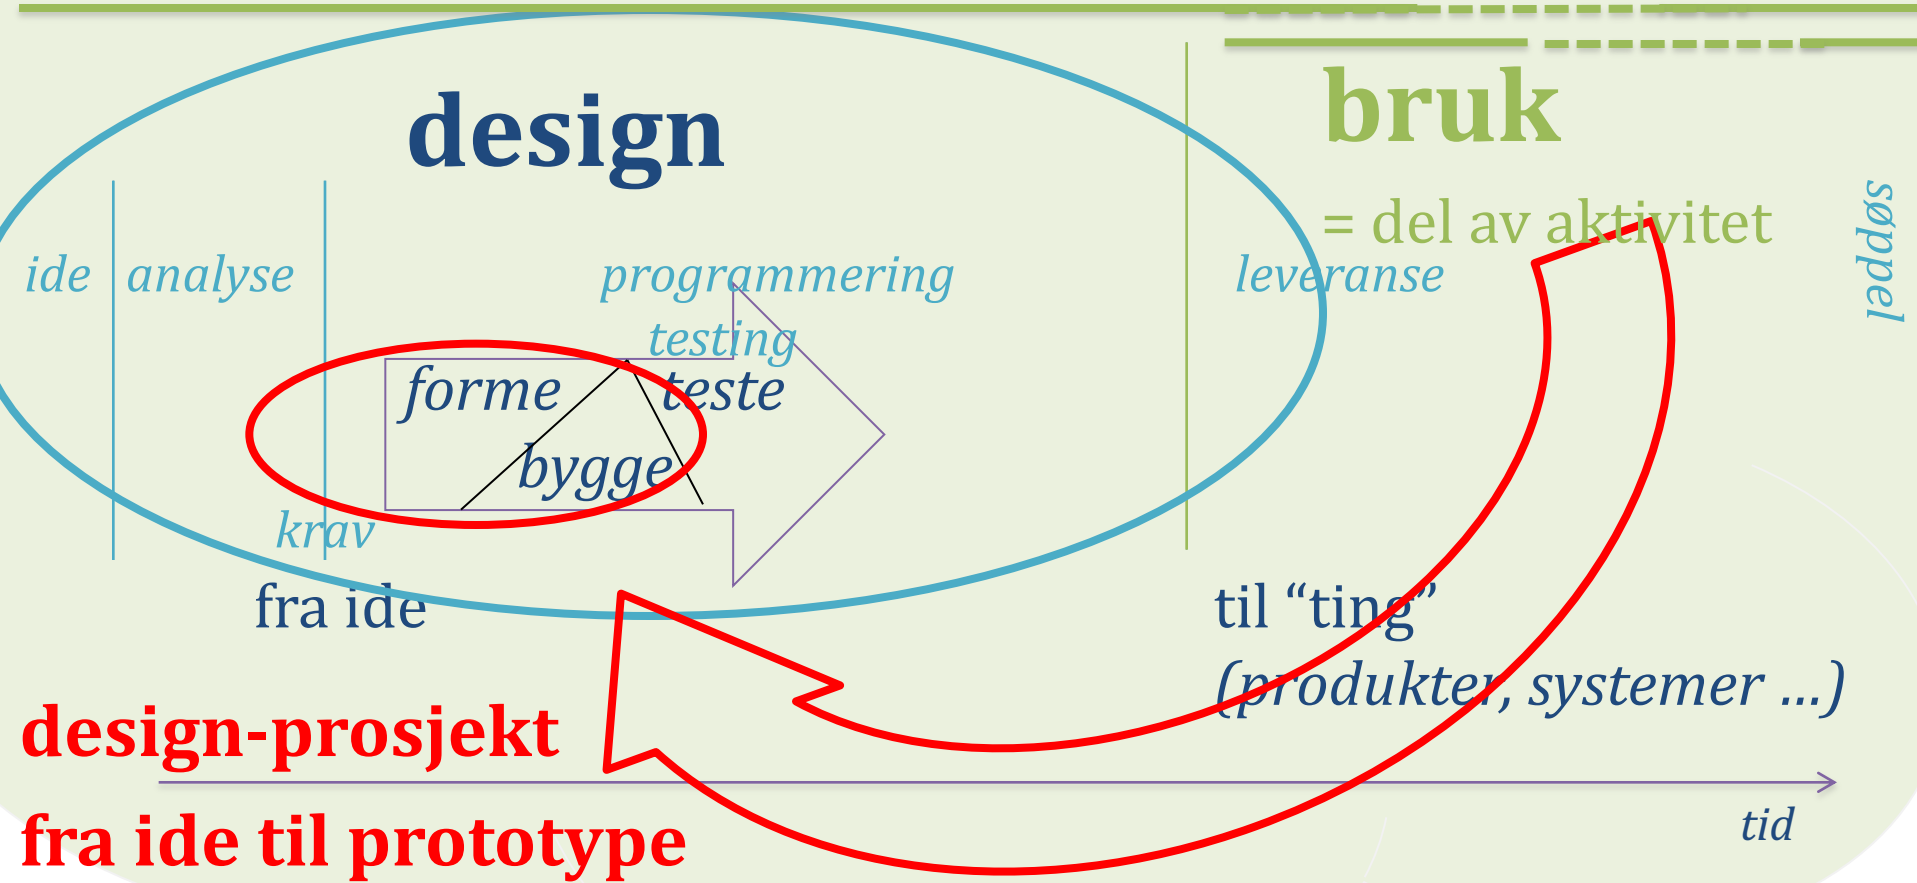 design
bruk
= del av aktivitet
søppel
ide
analyse
programmering
leveranse
testing
forme
teste
bygge
krav
fra ide
til “ting”
(produkter, systemer ...)
design-prosjekt
fra ide til prototype
tid